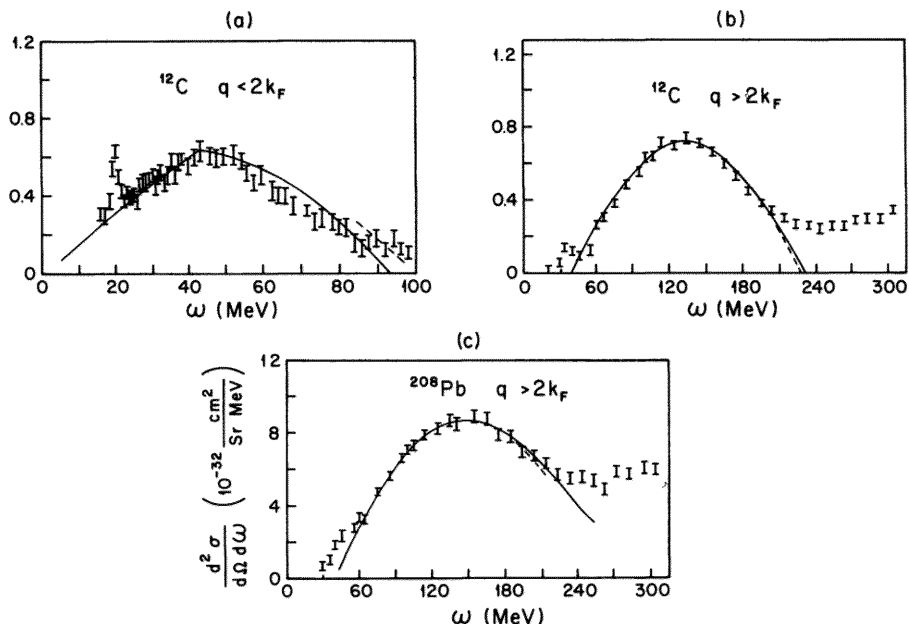 (a)
1.2
0.8
0.4
0
¹²C q < 2k_F
0 20 40 60 80 100
ω (MeV)
(b)
1.2
0.8
0.4
0
¹²C q > 2k_F
0 60 120 180 240 300
ω (MeV)
(c)
d²σ/dΩdω (10⁻³² cm²/Sr MeV)
12
8
4
0
²⁰⁸Pb q > 2k_F
0 60 120 180 240 300
ω (MeV)